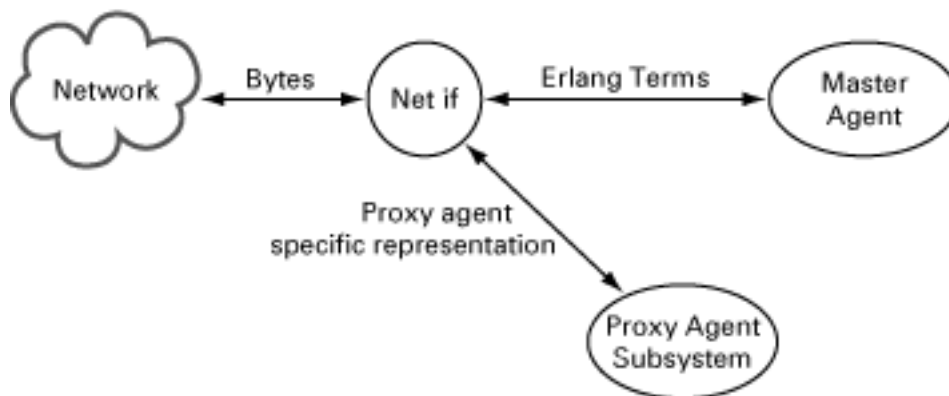 Network
Bytes
Net if
Erlang Terms
Master
Agent
Proxy agent
specific representation
Proxy Agent
Subsystem